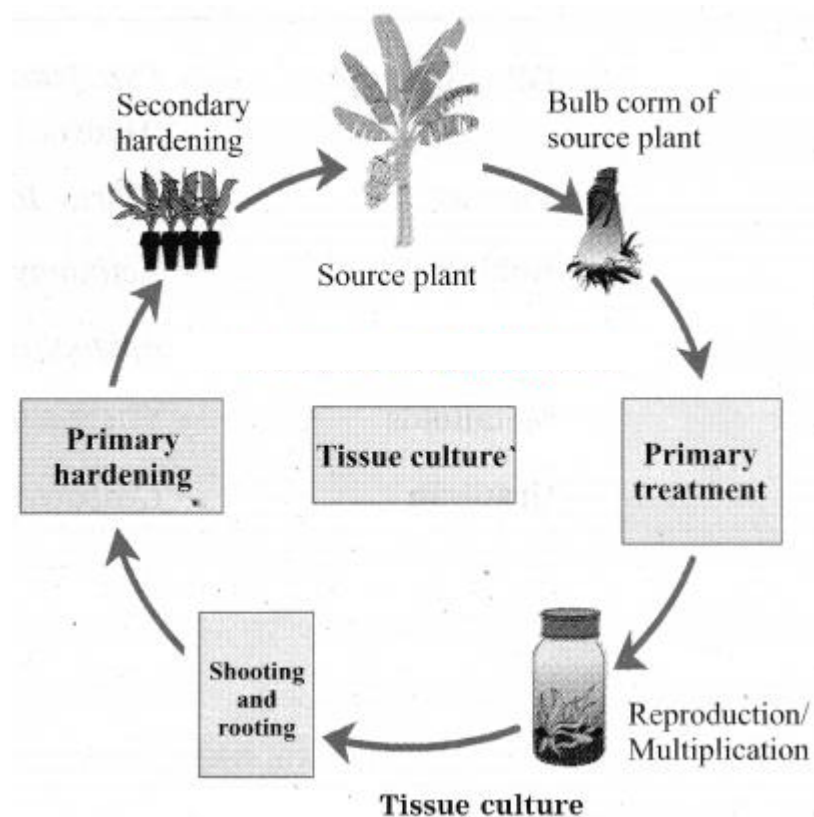 Secondary
hardening
Source plant
Bulb corm of
source plant
Primary
hardening
Tissue culture
Primary
treatment
Shooting
and
rooting
Reproduction/
Multiplication
Tissue culture